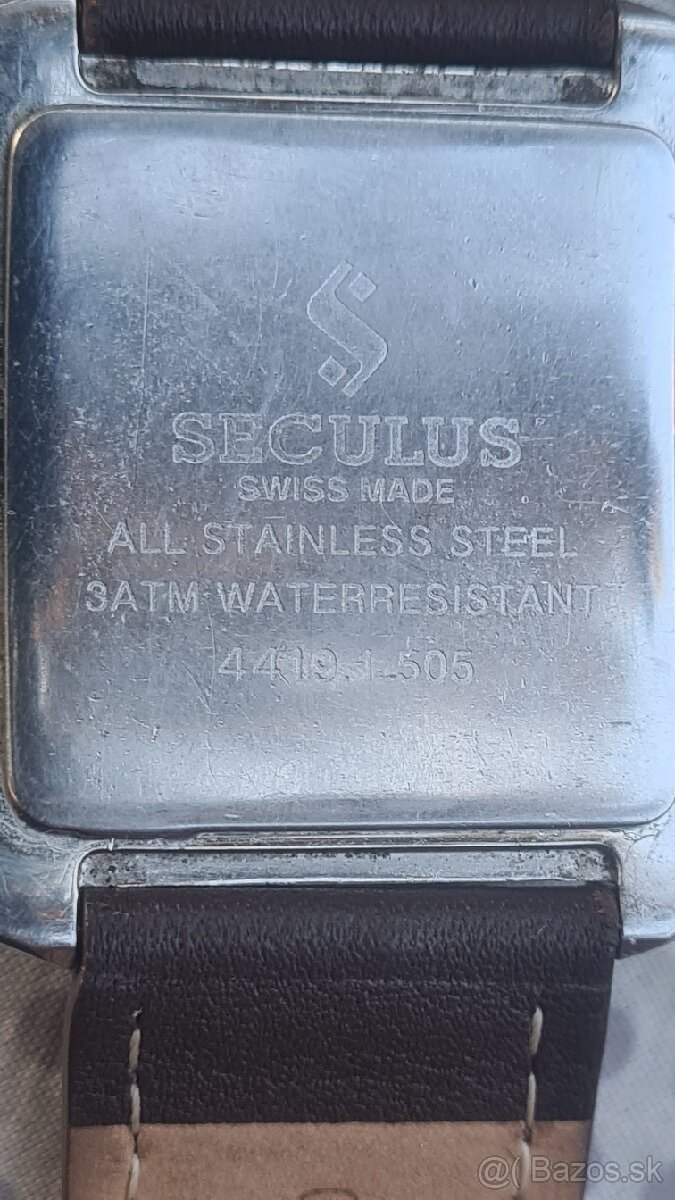 SECULUS
SWISS MADE
ALL STAINLESS STEEL
3ATM WATERRESISTANT
4419.1.505
@( Bazos.sk